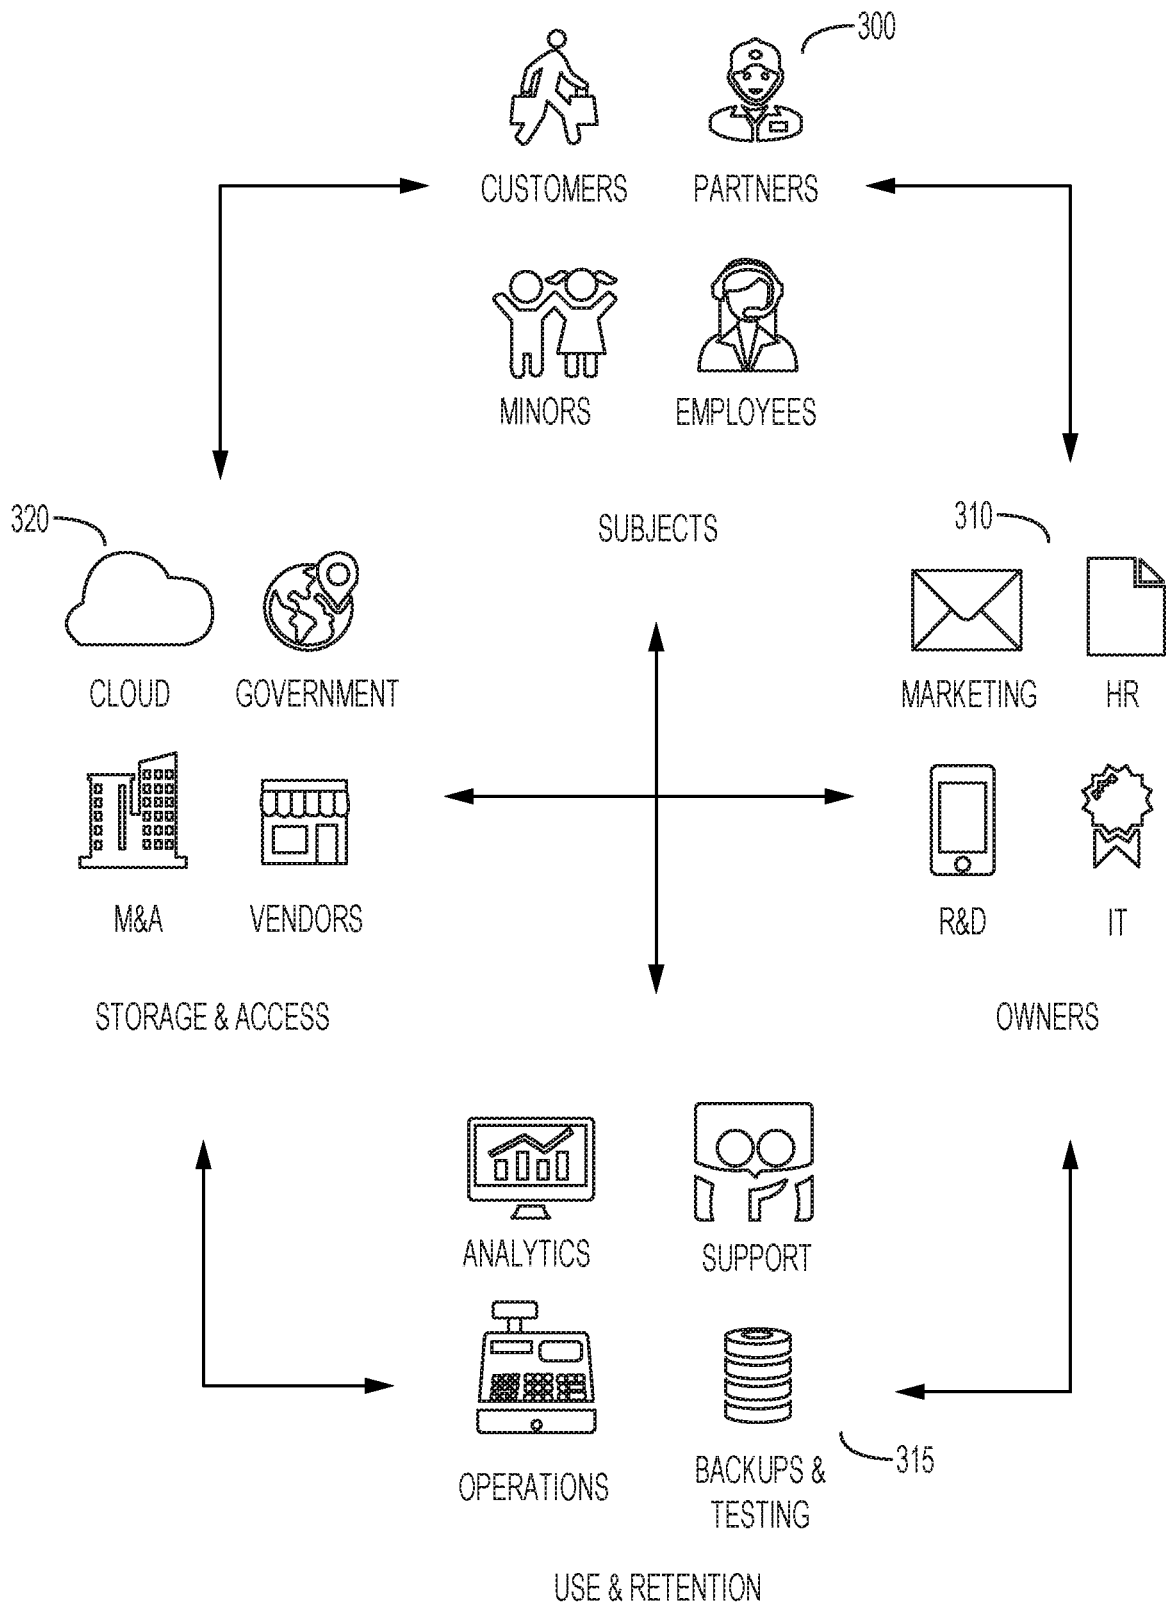 300
CUSTOMERS PARTNERS
MINORS EMPLOYEES
SUBJECTS
320
CLOUD GOVERNMENT
M&A VENDORS
STORAGE & ACCESS
310
MARKETING HR
R&D IT
OWNERS
ANALYTICS SUPPORT
OPERATIONS
BACKUPS &
TESTING
315
USE & RETENTION